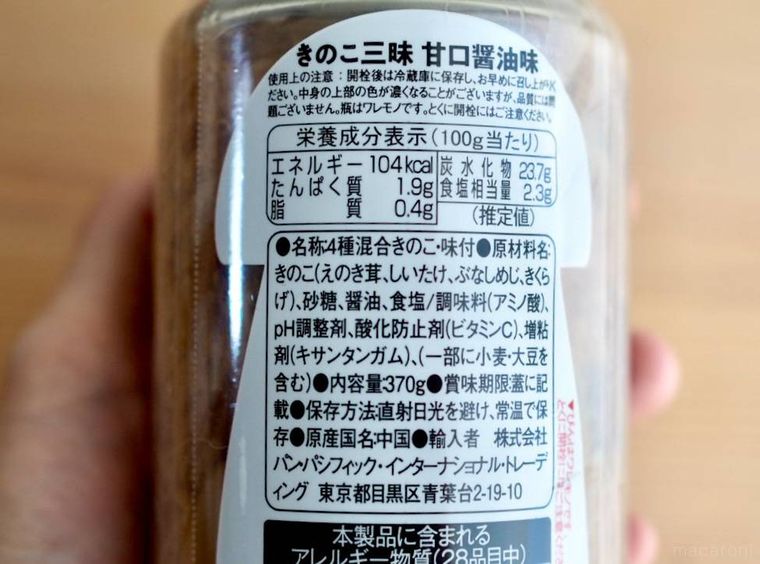 きのこ三昧 甘口醤油味
使用上の注意：開栓後は冷蔵庫に保存し、お早めに召し上がりく
ださい。中身の上部の色が濃くなることがございますが、品質には問
題ございません。瓶はワレモノです。とくに開栓にはご注意ください。
栄養成分表示(100g当たり)
エネルギー 104kcal 炭水化物 23.7g
たんぱく質 1.9g 食塩相当量 2.3g
脂質 0.4g (推定値)
●名称:4種混合きのこ・味付●原材料名:
きのこ(えのき茸、しいたけ、ぶなしめじ、きくら
げ)、砂糖、醤油、食塩/調味料(アミノ酸)、
pH調整剤、酸化防止剤(ビタミンC)、増粘
剤(キサンタンガム)、(一部に小麦・大豆を
含む)●内容量:370g●賞味期限:蓋に記
載●保存方法:直射日光を避け、常温で保
存●原産国名:中国●輸入者 株式会社
パン・パシフィック・インターナショナル・トレーデ
ィング 東京都目黒区青葉台2-19-10
本製品に含まれる
アレルギー物質(28品目中)
macaroni